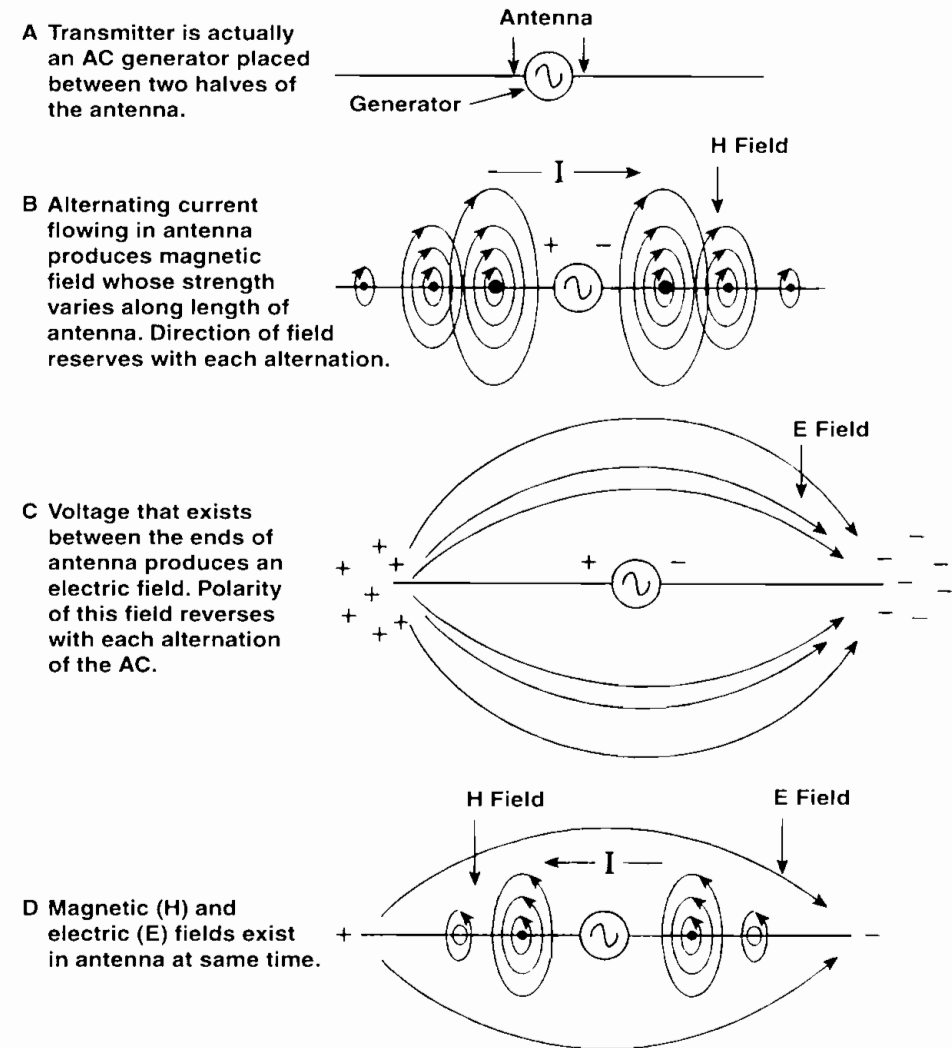 A Transmitter is actually
an AC generator placed
between two halves of
the antenna.
Antenna
Generator
B Alternating current
flowing in antenna
produces magnetic
field whose strength
varies along length of
antenna. Direction of field
reserves with each alternation.
I
H Field
+ −
C Voltage that exists
between the ends of
antenna produces an
electric field. Polarity
of this field reverses
with each alternation
of the AC.
E Field
+ + + + + + +
+ −
− − − − − − −
D Magnetic (H) and
electric (E) fields exist
in antenna at same time.
H Field
E Field
I
+ −